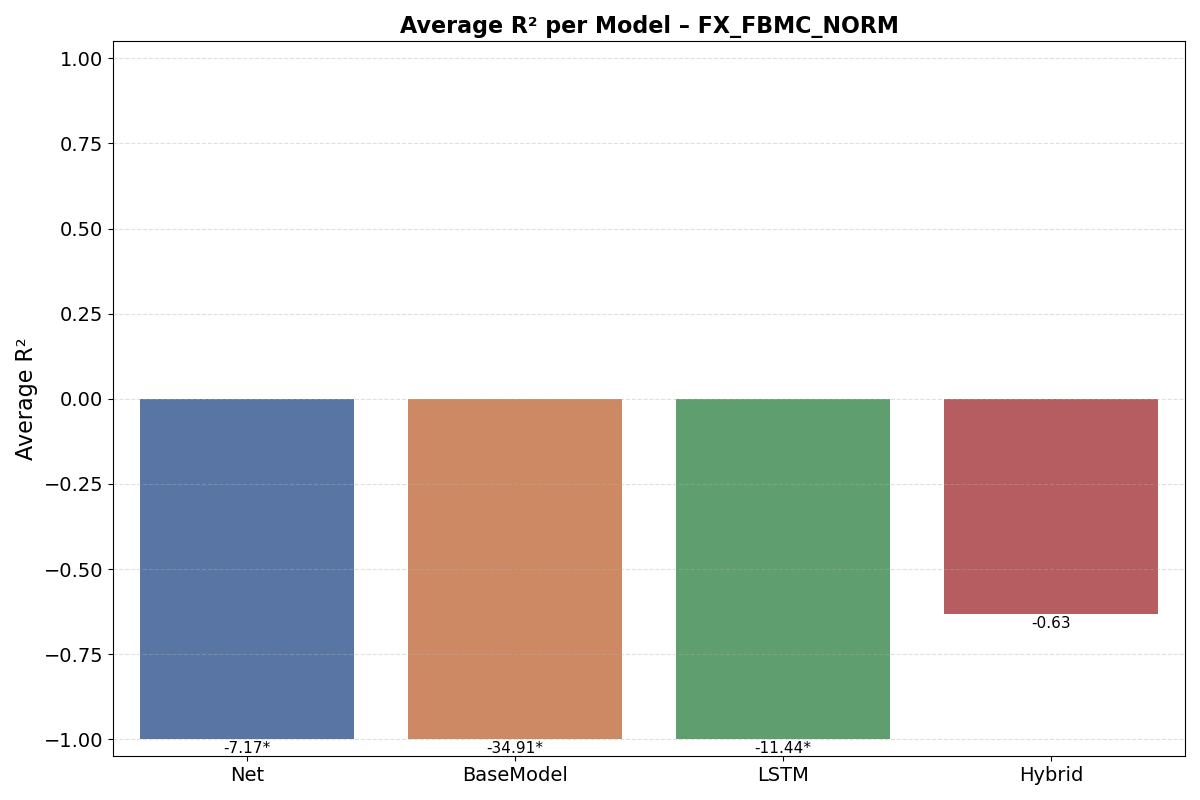 Average R² per Model – FX_FBMC_NORM
Average R²
1.00
0.75
0.50
0.25
0.00
−0.25
−0.50
−0.75
−1.00
-7.17*
-34.91*
-11.44*
-0.63
Net
BaseModel
LSTM
Hybrid